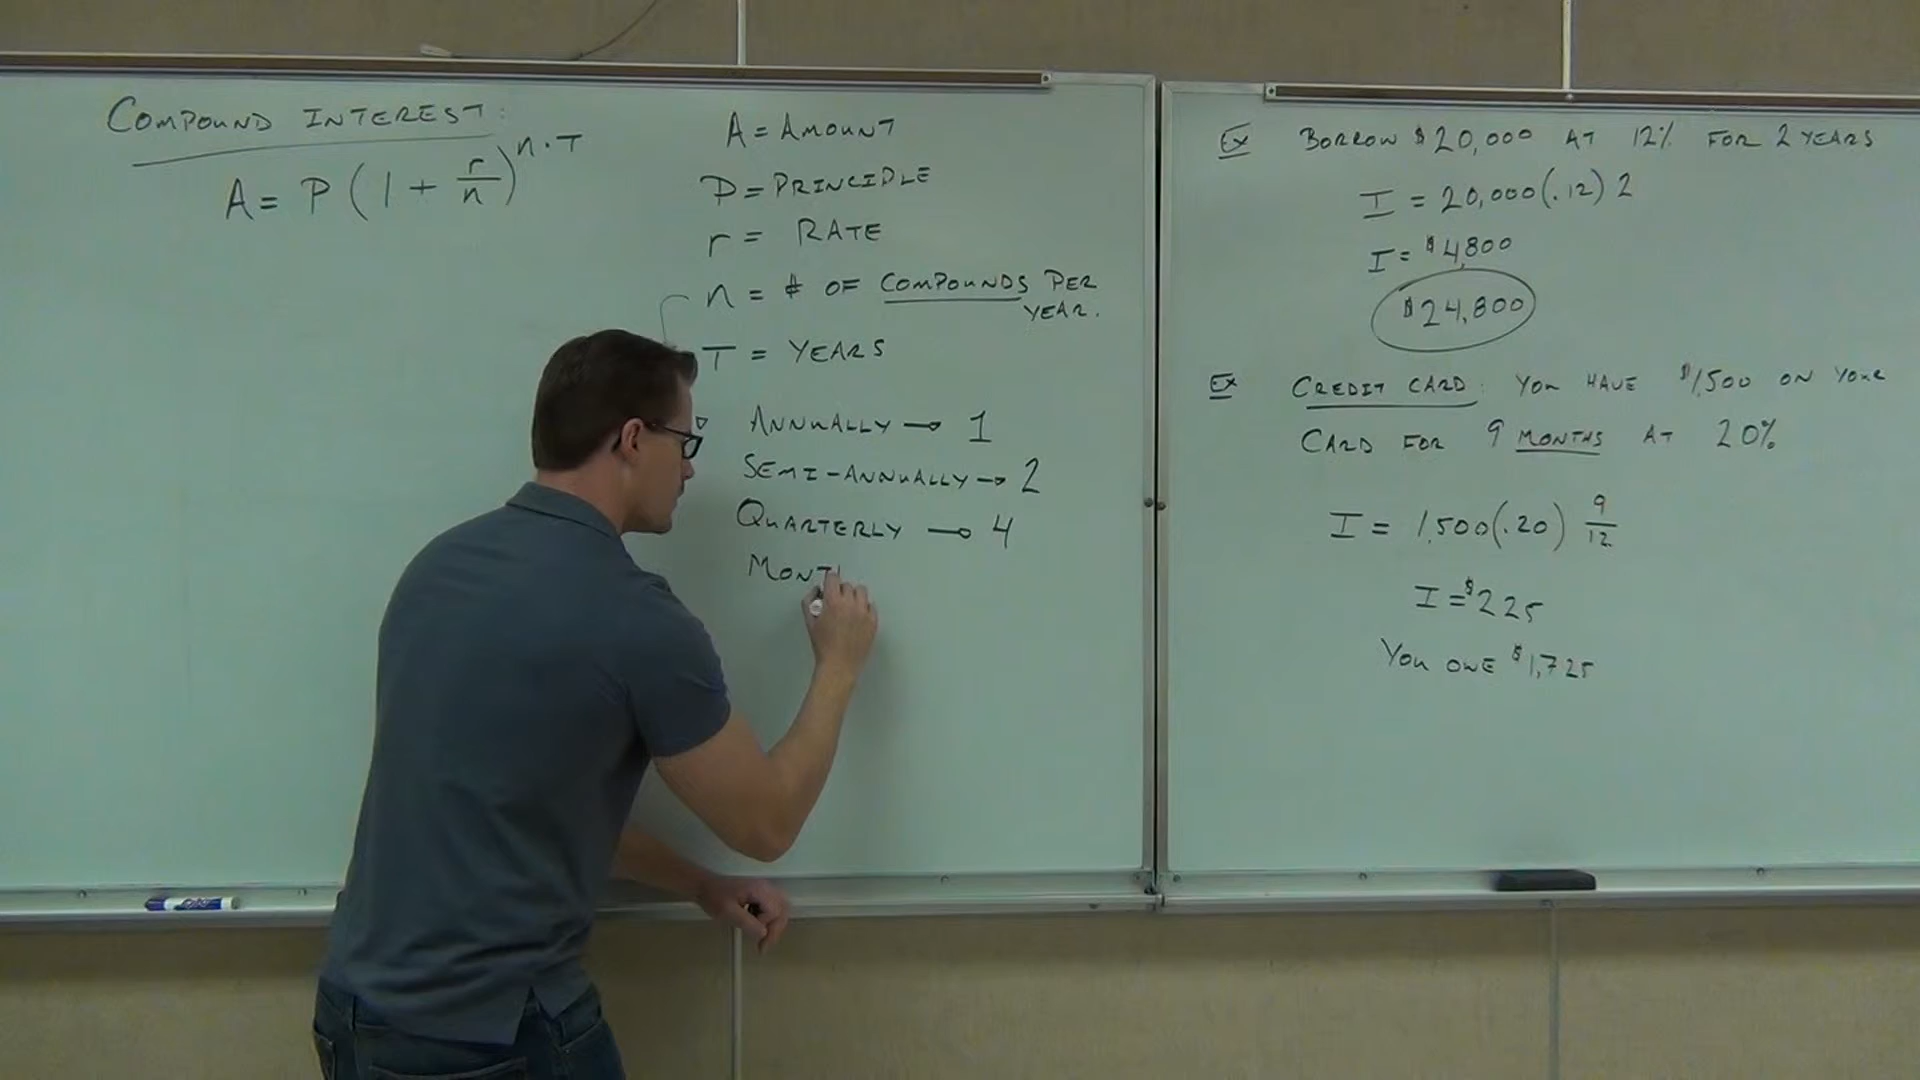 COMPOUND INTEREST:
A = P (1 + r/n)^n·T
A = AMOUNT
P = PRINCIPLE
r = RATE
n = # OF COMPOUNDS PER
YEAR.
T = YEARS
ANNUALLY → 1
SEMI-ANNUALLY → 2
QUARTERLY → 4
MONT
EX BORROW $20,000 AT 12% FOR 2 YEARS
I = 20,000(.12) 2
I = $4,800
$24,800
EX CREDIT CARD: YOU HAVE $1,500 ON YOUR
CARD FOR 9 MONTHS AT 20%
I = 1,500(.20) 9/12
I = $225
YOU OWE $1,725